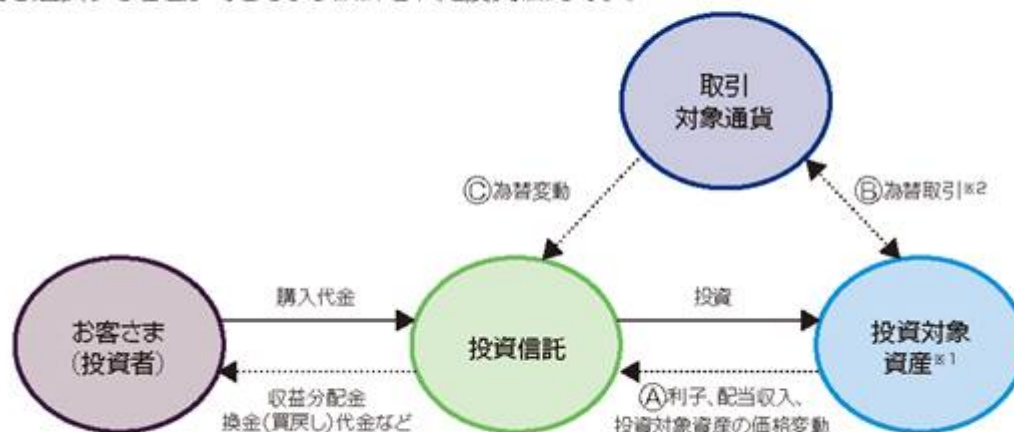 取引
対象通貨
Ⓒ為替変動
Ⓑ為替取引※2
購入代金
投資
お客さま
(投資者)
投資信託
投資対象
資産※1
収益分配金
換金(買戻し)代金など
Ⓐ利子、配当収入、
投資対象資産の価格変動